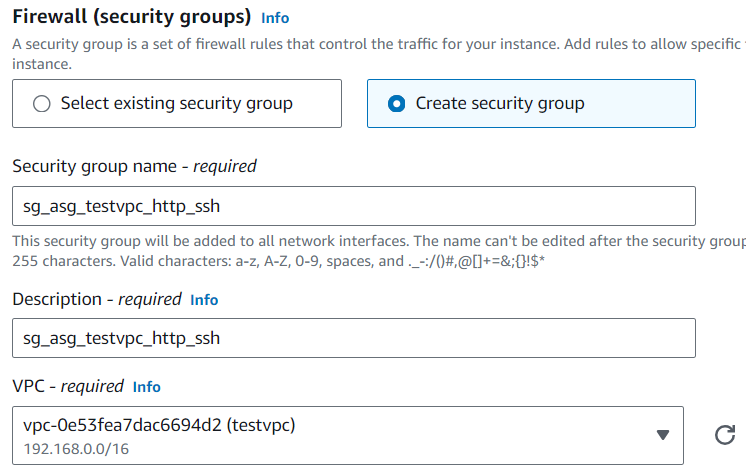 Firewall (security groups) Info
A security group is a set of firewall rules that control the traffic for your instance. Add rules to allow specific
instance.
Select existing security group
Create security group
Security group name - required
sg_asg_testvpc_http_ssh
This security group will be added to all network interfaces. The name can't be edited after the security group
255 characters. Valid characters: a-z, A-Z, 0-9, spaces, and ._-:/()#,@[]+=&;{}!$*
Description - required Info
sg_asg_testvpc_http_ssh
VPC - required Info
vpc-0e53fea7dac6694d2 (testvpc)
192.168.0.0/16